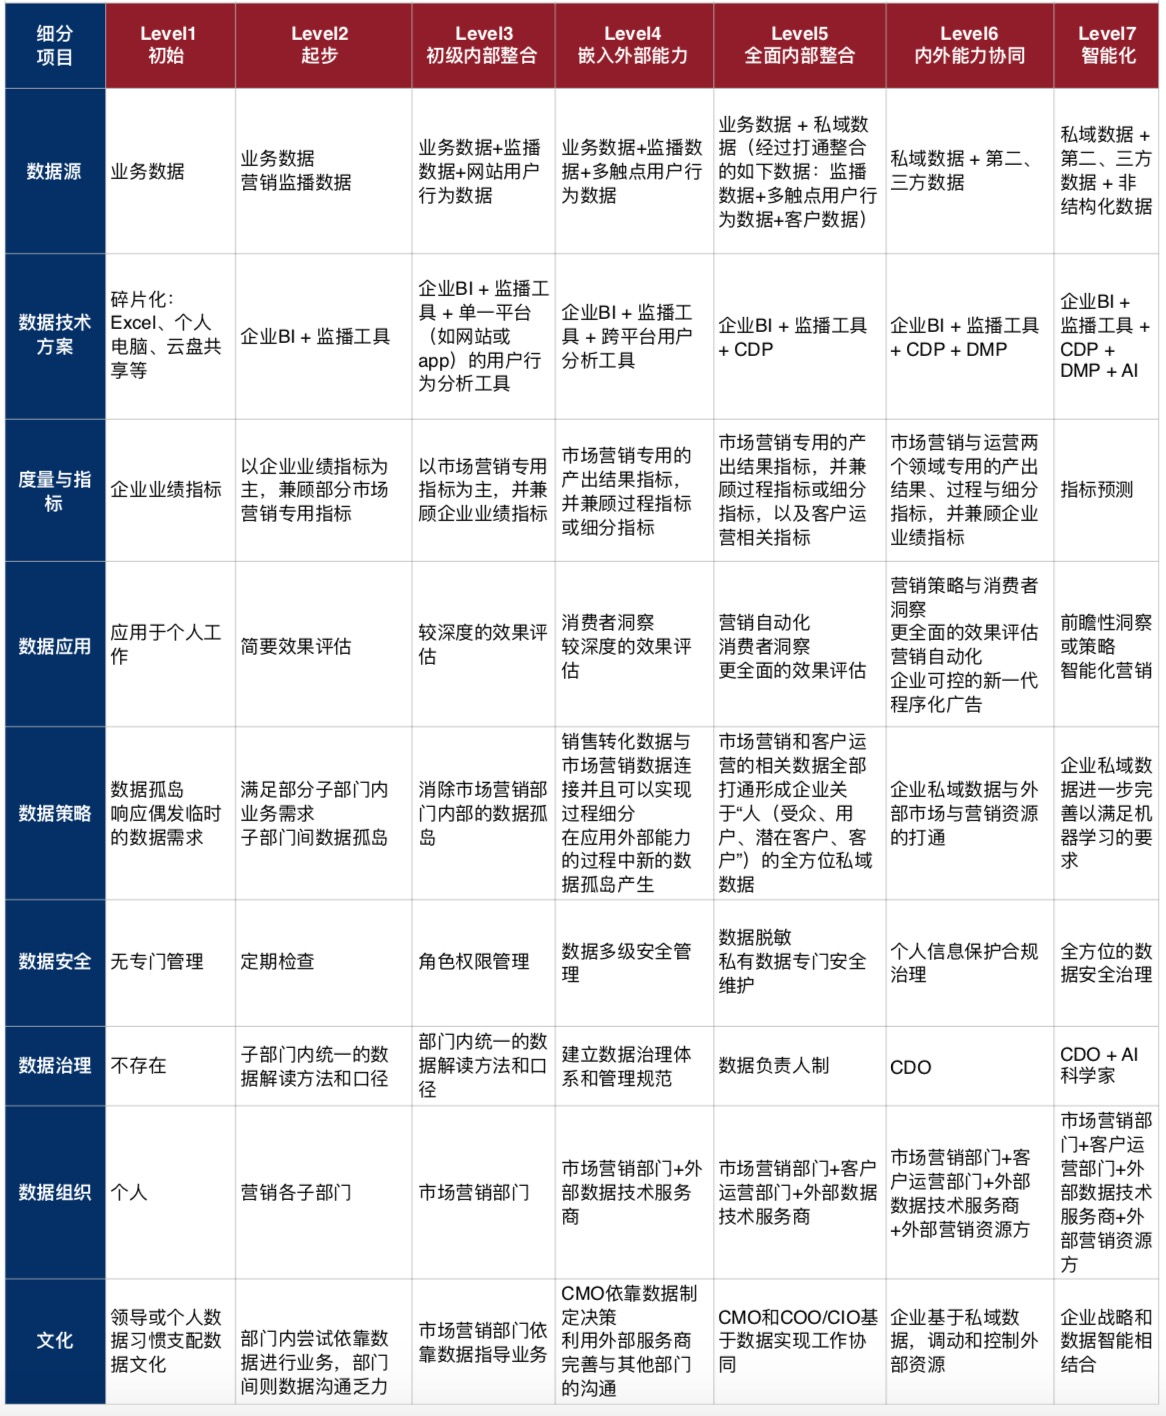 细分
项目
Level1
初始
Level2
起步
Level3
初级内部整合
Level4
嵌入外部能力
Level5
全面内部整合
Level6
内外能力协同
Level7
智能化
数据源
业务数据
业务数据
营销监播数据
业务数据+监播
数据+网站用户
行为数据
业务数据+监播数
据+多触点用户行
为数据
业务数据 + 私域数
据（经过打通整合
的如下数据：监播
数据+多触点用户行
为数据+客户数据）
私域数据 + 第二、
三方数据
私域数据 +
第二、三方
数据 + 非
结构化数据
数据技术
方案
碎片化：
Excel、个人
电脑、云盘共
享等
企业BI + 监播工具
企业BI + 监播工
具 + 单一平台
（如网站或
app）的用户行
为分析工具
企业BI + 监播工
具 + 跨平台用户
分析工具
企业BI + 监播工具
+ CDP
企业BI + 监播工具
+ CDP + DMP
企业BI +
监播工具 +
CDP +
DMP + AI
度量与指
标
企业业绩指标
以企业业绩指标为
主，兼顾部分市场
营销专用指标
以市场营销专用
指标为主，并兼
顾企业业绩指标
市场营销专用的
产出结果指标，
并兼顾过程指标
或细分指标
市场营销专用的产
出结果指标，并兼
顾过程指标或细分
指标，以及客户运
营相关指标
市场营销与运营两
个领域专用的产出
结果、过程与细分
指标，并兼顾企业
业绩指标
指标预测
数据应用
应用于个人工
作
简要效果评估
较深度的效果评
估
消费者洞察
较深度的效果评
估
营销自动化
消费者洞察
更全面的效果评估
营销策略与消费者
洞察
更全面的效果评估
营销自动化
企业可控的新一代
程序化广告
前瞻性洞察
或策略
智能化营销
数据策略
数据孤岛
响应偶发临时
的数据需求
满足部分子部门内
业务需求
子部门间数据孤岛
消除市场营销部
门内部的数据孤
岛
销售转化数据与
市场营销数据连
接并且可以实现
过程细分
在应用外部能力
的过程中新的数
据孤岛产生
市场营销和客户运
营的相关数据全部
打通形成企业关
于“人（受众、用
户、潜在客户、客
户”）的全方位私域
数据
企业私域数据与外
部市场与营销资源
的打通
企业私域数
据进一步完
善以满足机
器学习的要
求
数据安全
无专门管理
定期检查
角色权限管理
数据多级安全管
理
数据脱敏
私有数据专门安全
维护
个人信息保护合规
治理
全方位的数
据安全治理
数据治理
不存在
子部门内统一的数
据解读方法和口径
部门内统一的数
据解读方法和口
径
建立数据治理体
系和管理规范
数据负责人制
CDO
CDO + AI
科学家
数据组织
个人
营销各子部门
市场营销部门
市场营销部门+外
部数据技术服务
商
市场营销部门+客户
运营部门+外部数据
技术服务商
市场营销部门+客
户运营部门+外部
数据技术服务商
+外部营销资源方
市场营销部
门+客户运
营部门+外
部数据技术
服务商+外
部营销资源
方
文化
领导或个人数
据习惯支配数
据文化
部门内尝试依靠数
据进行业务，部门
间则数据沟通乏力
市场营销部门依
靠数据指导业务
CMO依靠数据制
定决策
利用外部服务商
完善与其他部门
的沟通
CMO和COO/CIO基
于数据实现工作协
同
企业基于私域数
据，调动和控制外
部资源
企业战略和
数据智能相
结合